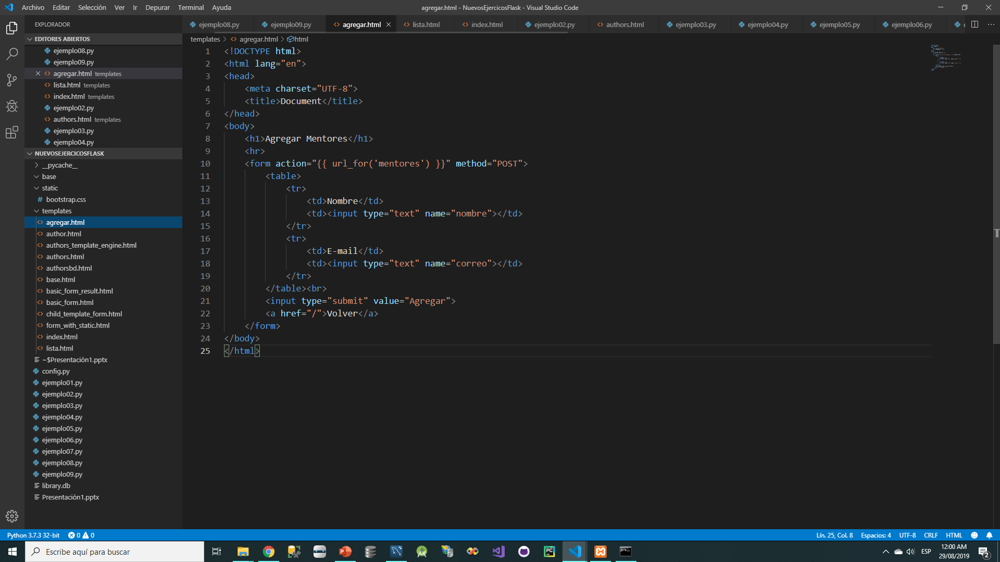 Archivo Editar Selección Ver Ir Depurar Terminal Ayuda
agregar.html - NuevosEjercicosFlask - Visual Studio Code
EXPLORADOR
EDITORES ABIERTOS
ejemplo08.py
ejemplo09.py
agregar.html templates
lista.html templates
index.html templates
ejemplo02.py
authors.html templates
ejemplo03.py
ejemplo04.py
NUEVOSEJERCICOSFLASK
__pycache__
base
static
# bootstrap.css
templates
agregar.html
author.html
authors_template_engine.html
authors.html
authorsbd.html
base.html
basic_form_result.html
basic_form.html
child_template_form.html
form_with_static.html
index.html
lista.html
~$Presentación1.pptx
config.py
ejemplo01.py
ejemplo02.py
ejemplo03.py
ejemplo04.py
ejemplo05.py
ejemplo06.py
ejemplo07.py
ejemplo08.py
ejemplo09.py
library.db
Presentación1.pptx
ejemplo08.py ejemplo09.py agregar.html lista.html index.html ejemplo02.py authors.html ejemplo03.py ejemplo04.py ejemplo05.py ejemplo06.py
templates > agregar.html > html
1 <!DOCTYPE html>
2 <html lang="en">
3 <head>
4 <meta charset="UTF-8">
5 <title>Document</title>
6 </head>
7 <body>
8 <h1>Agregar Mentores</h1>
9 <hr>
10 <form action="{{ url_for('mentores') }}" method="POST">
11 <table>
12 <tr>
13 <td>Nombre</td>
14 <td><input type="text" name="nombre"></td>
15 </tr>
16 <tr>
17 <td>E-mail</td>
18 <td><input type="text" name="correo"></td>
19 </tr>
20 </table><br>
21 <input type="submit" value="Agregar">
22 <a href="/">Volver</a>
23 </form>
24 </body>
25 </html>
Python 3.7.3 32-bit 0 0
Lín. 25, Col. 8 Espacios: 4 UTF-8 CRLF HTML
Escribe aquí para buscar
ESP
12:00 AM
29/08/2019
2